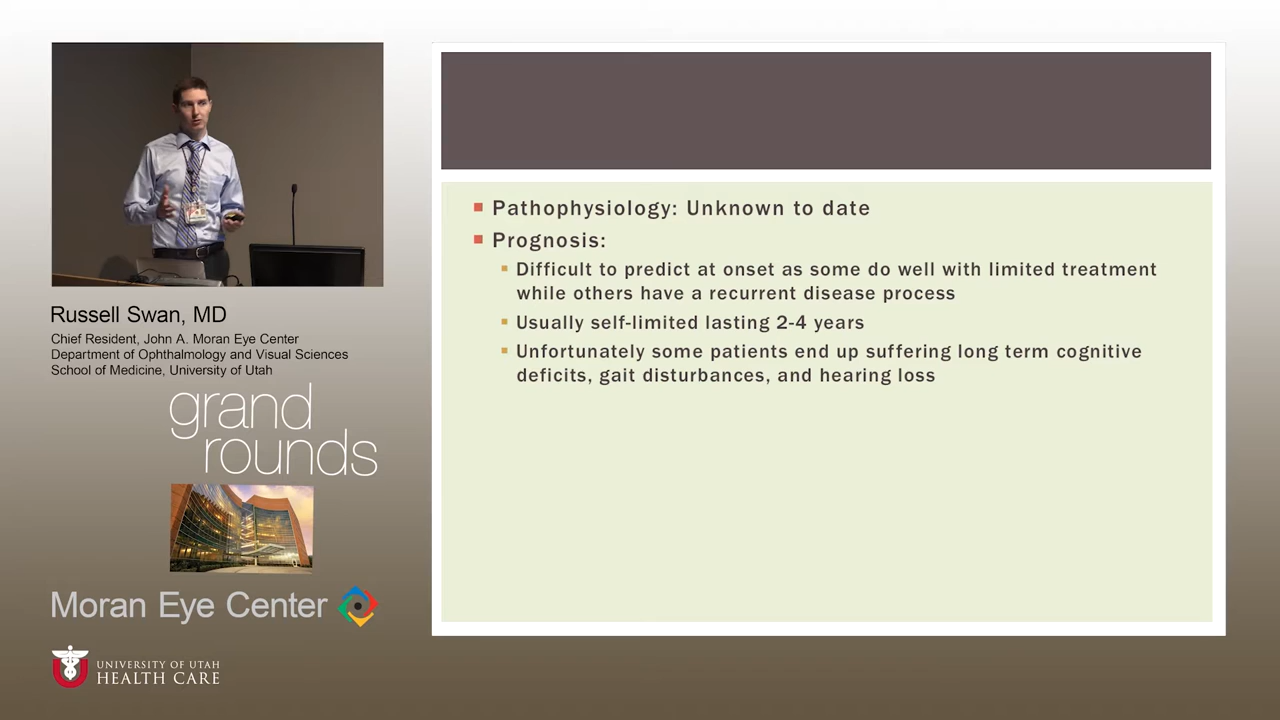 Russell Swan, MD
Chief Resident, John A. Moran Eye Center
Department of Ophthalmology and Visual Sciences
School of Medicine, University of Utah
grand
rounds
Moran Eye Center
UNIVERSITY OF UTAH
HEALTH CARE
Pathophysiology: Unknown to date
Prognosis:
Difficult to predict at onset as some do well with limited treatment
while others have a recurrent disease process
Usually self-limited lasting 2-4 years
Unfortunately some patients end up suffering long term cognitive
deficits, gait disturbances, and hearing loss